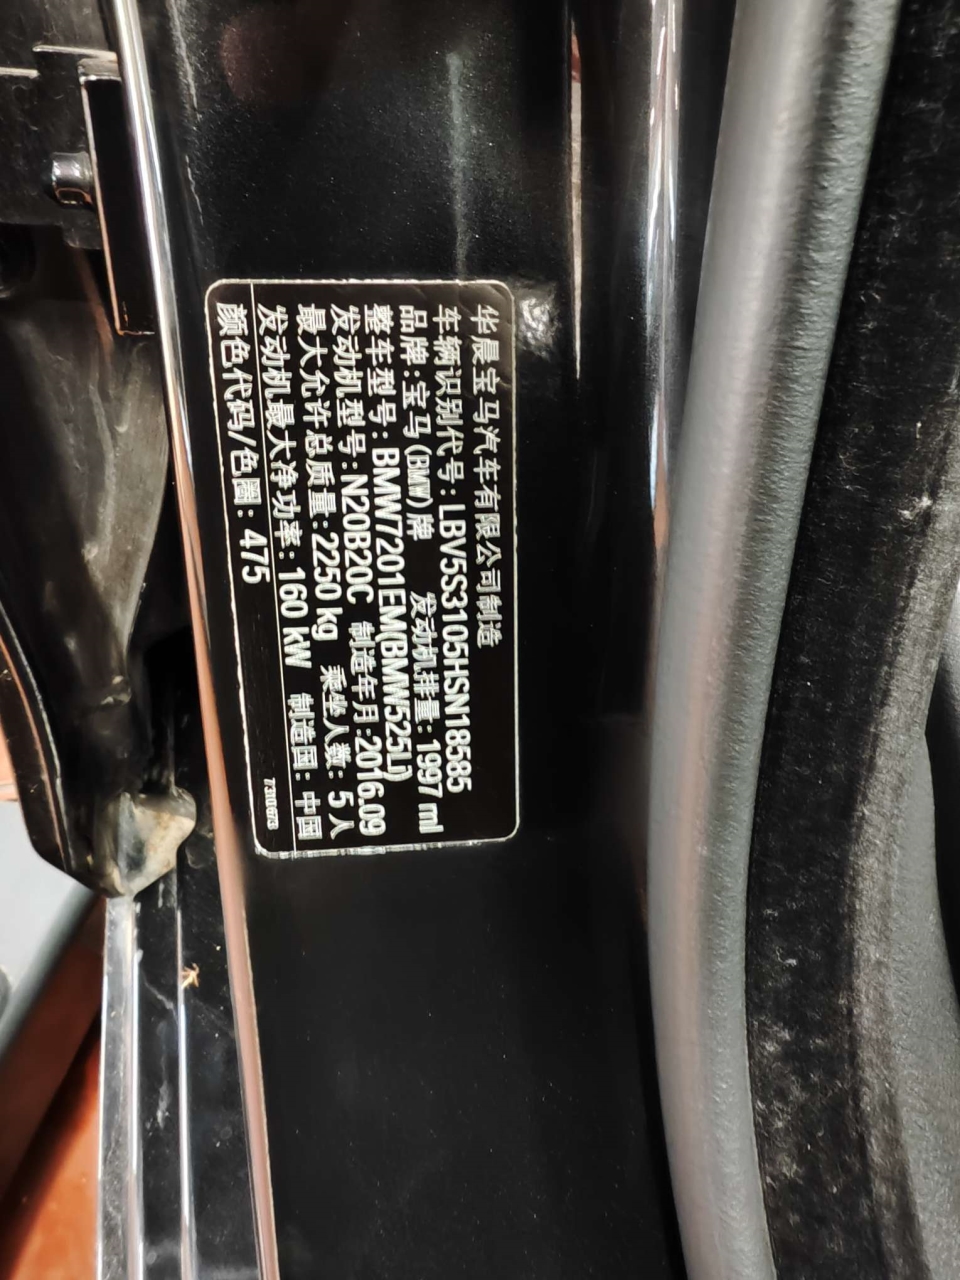 华晨宝马汽车有限公司制造
车辆识别代号:LBV5S3105HSN18585
品牌:宝马(BMW)牌 发动机排量:1997 ml
整车型号:BMW7201EM(BMW525Li)
发动机型号:N20B20C 制造年月:2016.09
最大允许总质量:2250 kg 乘坐人数:5人
发动机最大净功率:160 kW 制造国:中国
颜色代码/色圈:475